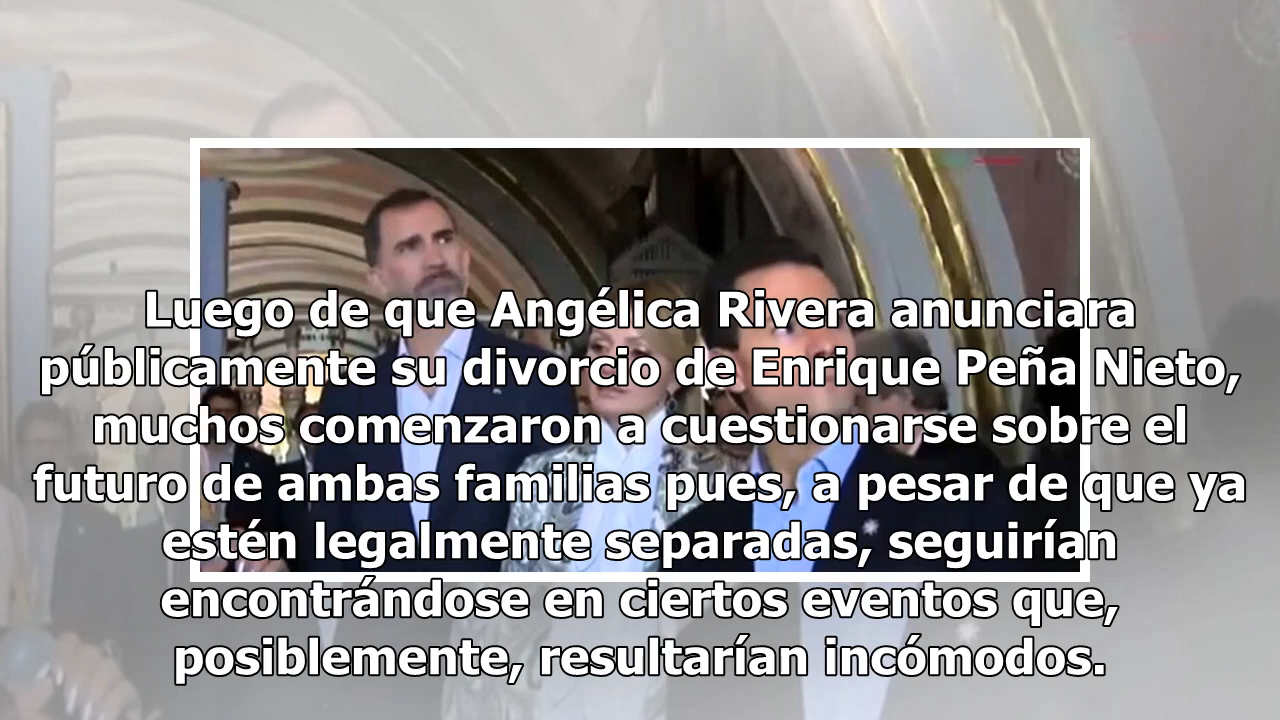 Luego de que Angélica Rivera anunciara
públicamente su divorcio de Enrique Peña Nieto,
muchos comenzaron a cuestionarse sobre el
futuro de ambas familias pues, a pesar de que ya
estén legalmente separadas, seguirían
encontrándose en ciertos eventos que,
posiblemente, resultarían incómodos.